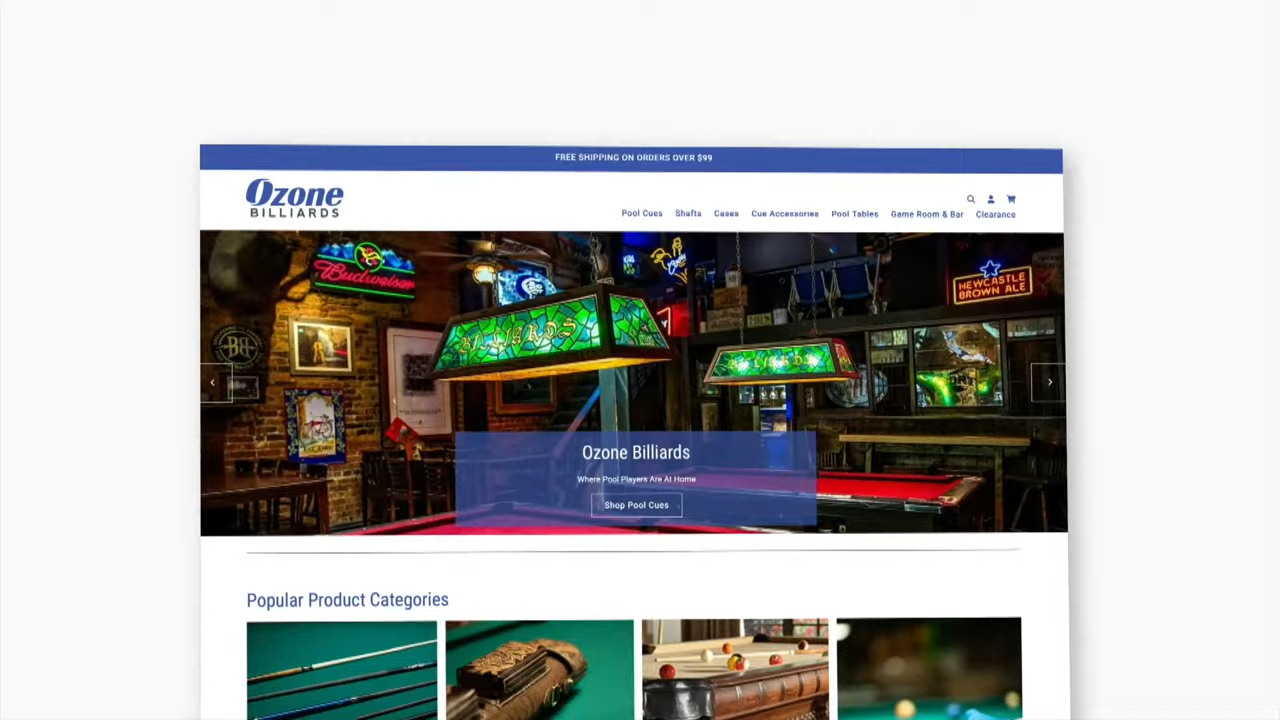 FREE SHIPPING ON ORDERS OVER $99
Ozone
BILLIARDS
Pool Cues Shafts Cases Cue Accessories Pool Tables Game Room & Bar Clearance
Budweiser
NEWCASTLE
BROWN ALE
BILLIARDS
BILLIARDS
Ozone Billiards
Where Pool Players Are At Home
Shop Pool Cues
Popular Product Categories